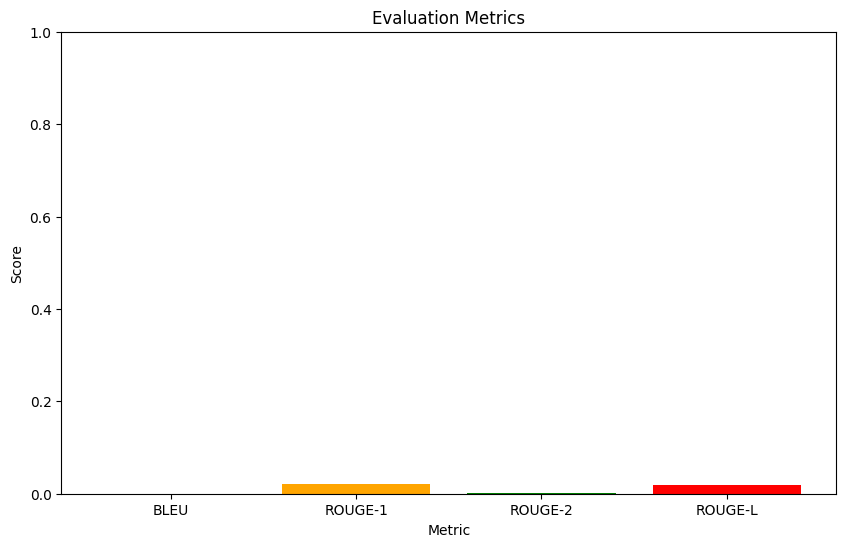 Evaluation Metrics
1.0
0.8
0.6
0.4
0.2
0.0
Score
BLEU ROUGE-1 ROUGE-2 ROUGE-L
Metric